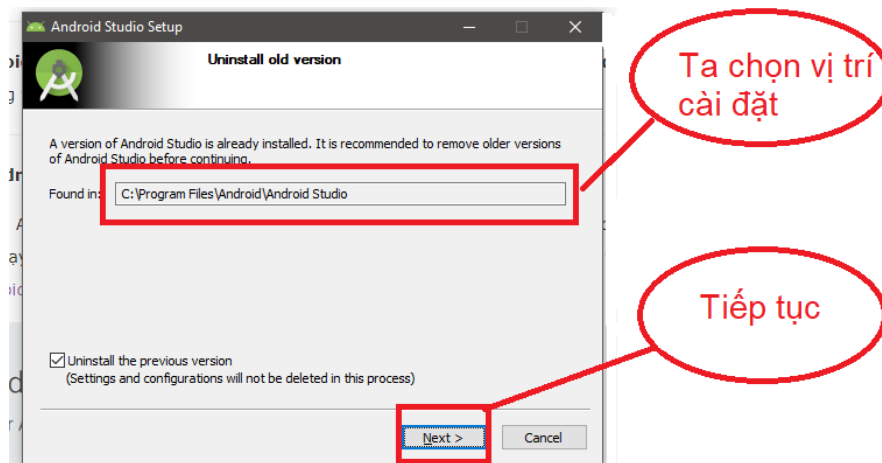 Android Studio Setup
Uninstall old version
A version of Android Studio is already installed. It is recommended to remove older versions
of Android Studio before continuing.
Found in:
C:\Program Files\Android\Android Studio
Uninstall the previous version
(Settings and configurations will not be deleted in this process)
Next >
Cancel
Ta chọn vị trí
cài đặt
Tiếp tục